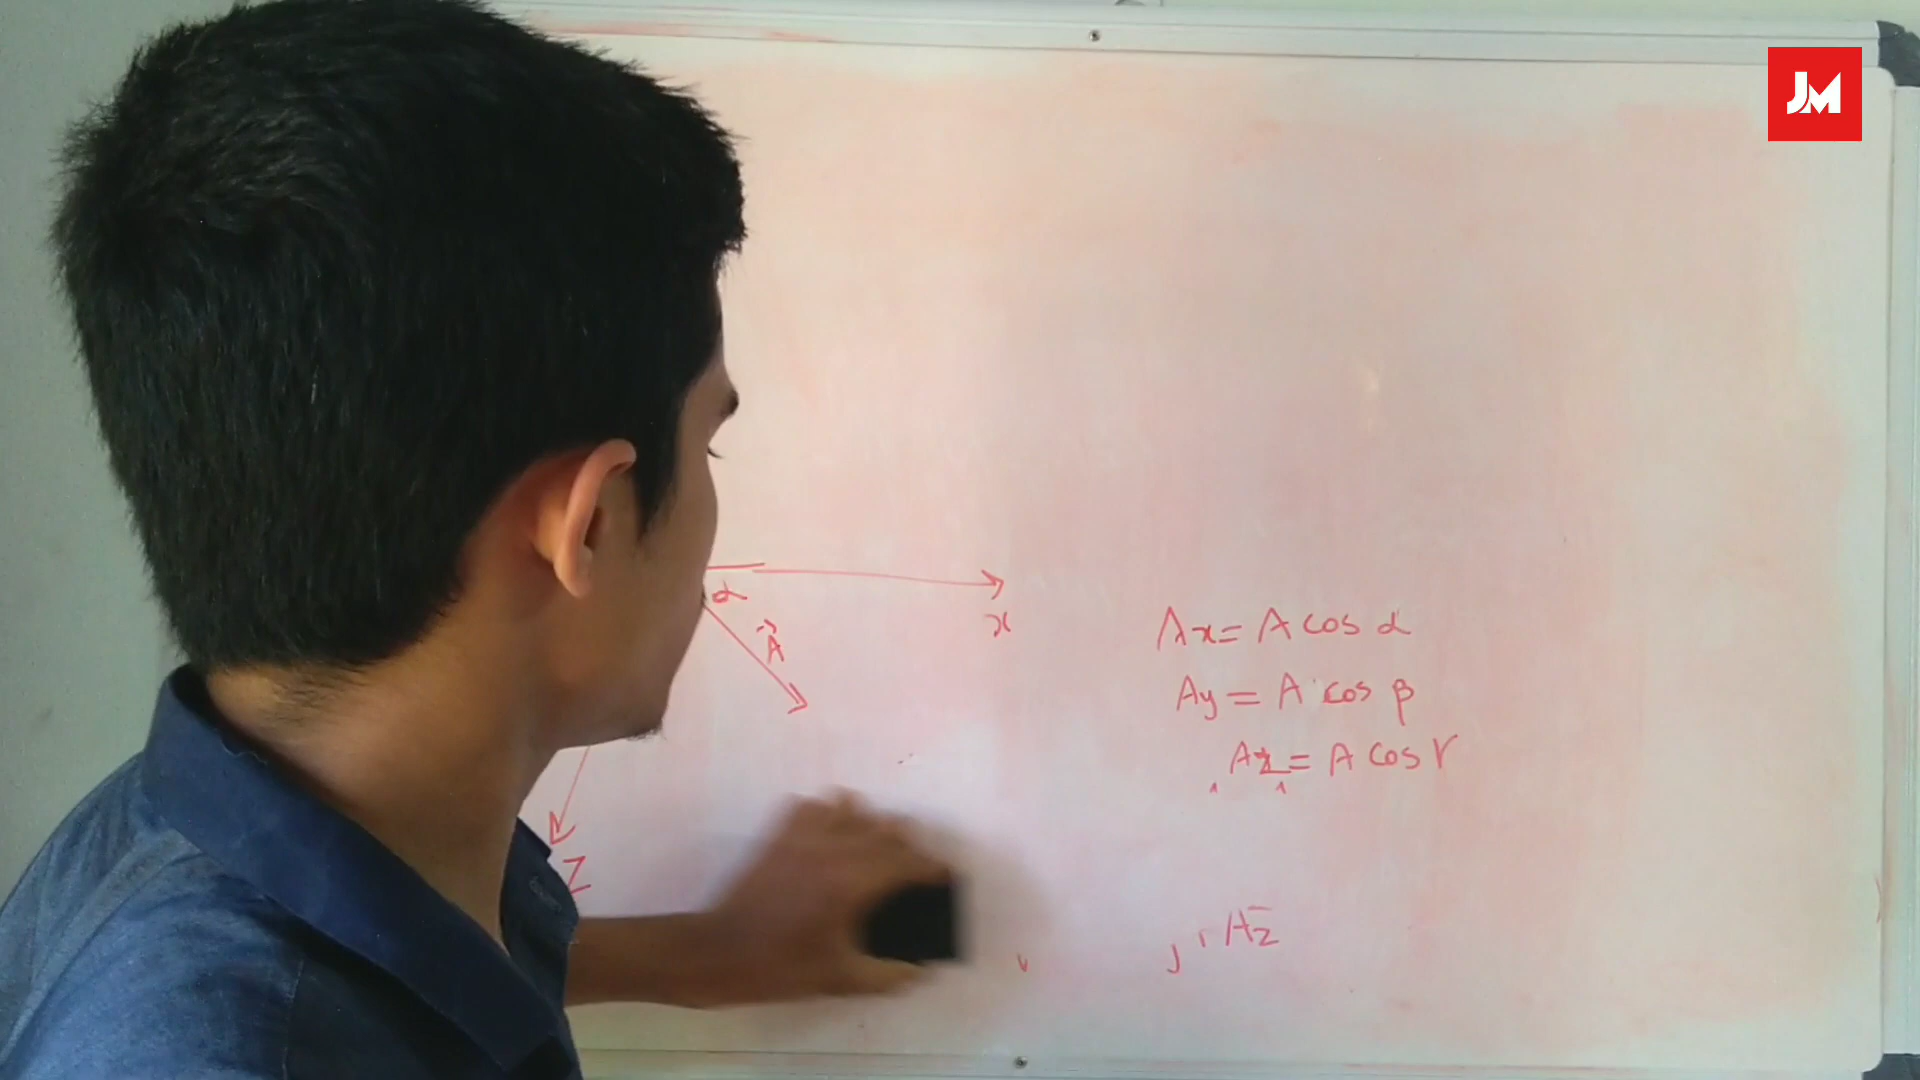 JM
α
x
A⃗
Ax = A cos α
Ay = A cos β
Az = A cos γ
Z
Az